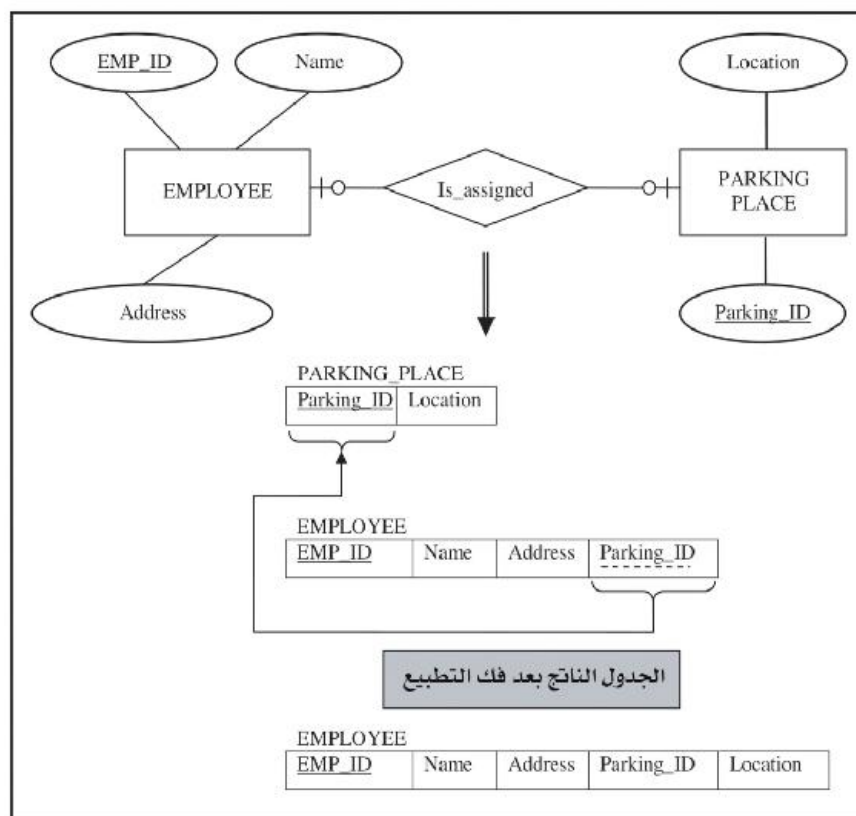 EMP_ID
Name
Location
EMPLOYEE
Is_assigned
PARKING
PLACE
Address
Parking_ID
PARKING_PLACE
Parking_ID Location
EMPLOYEE
EMP_ID Name Address Parking_ID
الجدول الناتج بعد فك التطبيع
EMPLOYEE
EMP_ID Name Address Parking_ID Location